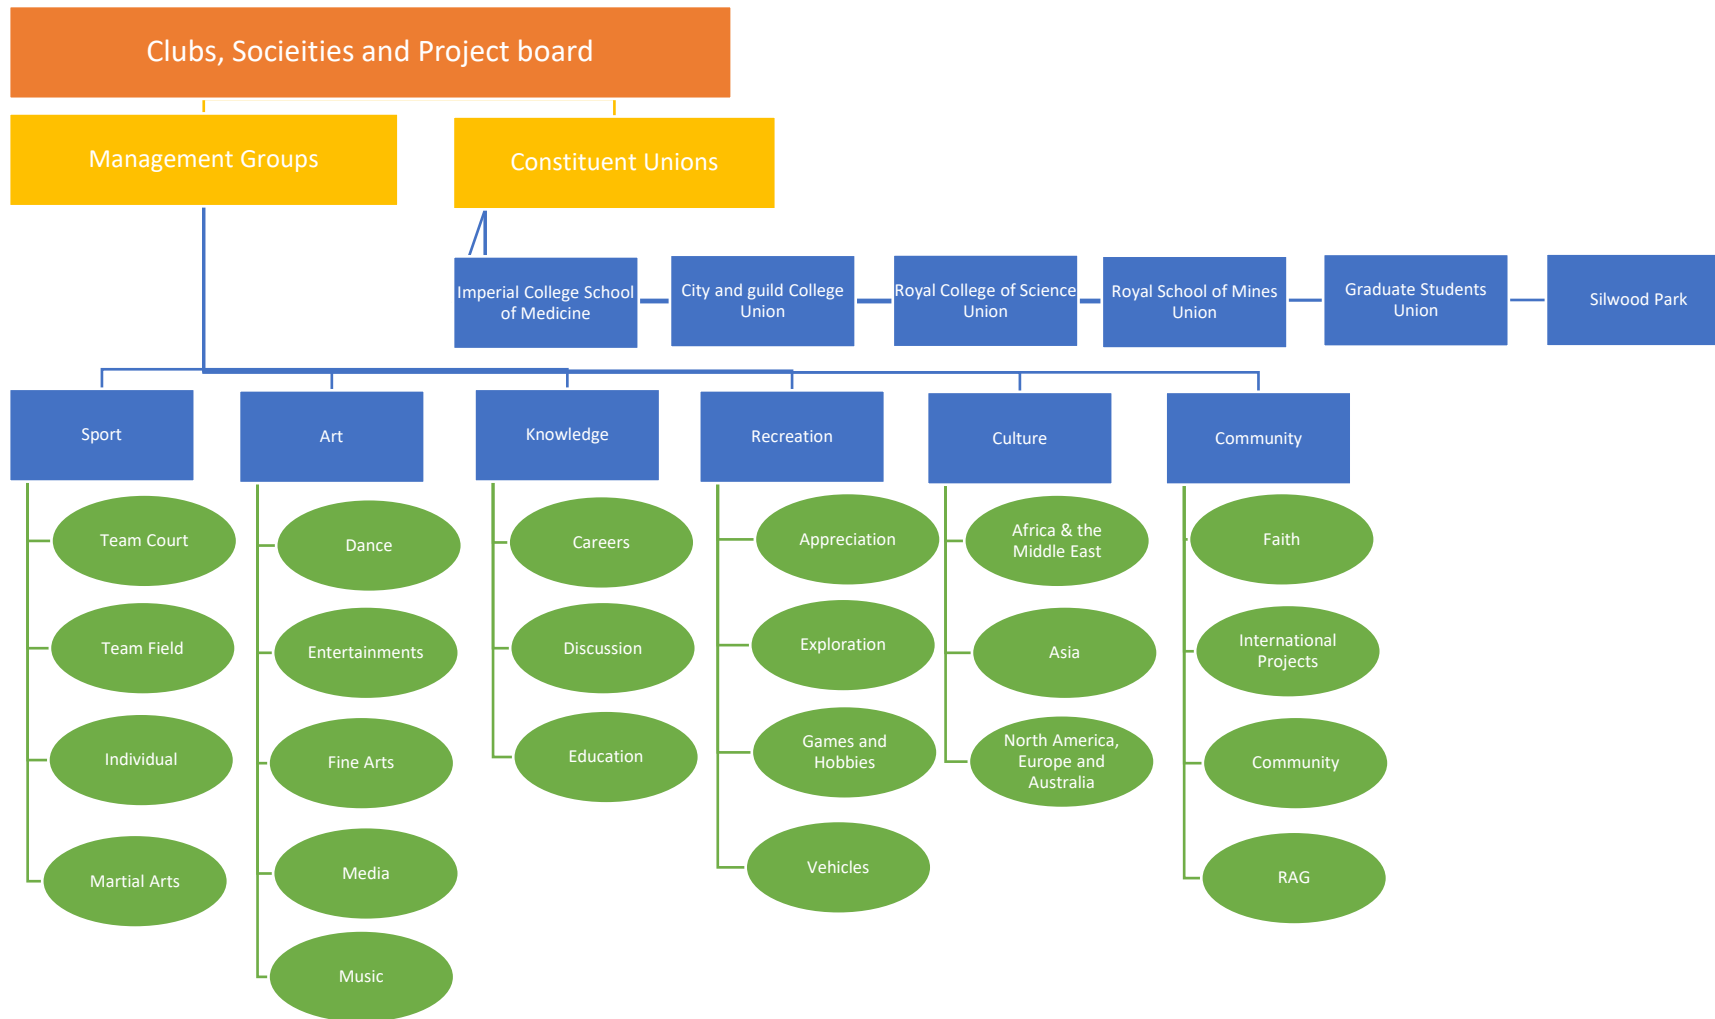 Clubs, Socieities and Project board
Management Groups
Constituent Unions
Imperial College School
of Medicine
City and guild College
Union
Royal College of Science
Union
Royal School of Mines
Union
Graduate Students
Union
Silwood Park
Sport
Art
Knowledge
Recreation
Culture
Community
Team Court
Team Field
Individual
Martial Arts
Dance
Entertainments
Fine Arts
Media
Music
Careers
Discussion
Education
Appreciation
Exploration
Games and
Hobbies
Vehicles
Africa & the
Middle East
Asia
North America,
Europe and
Australia
Faith
International
Projects
Community
RAG